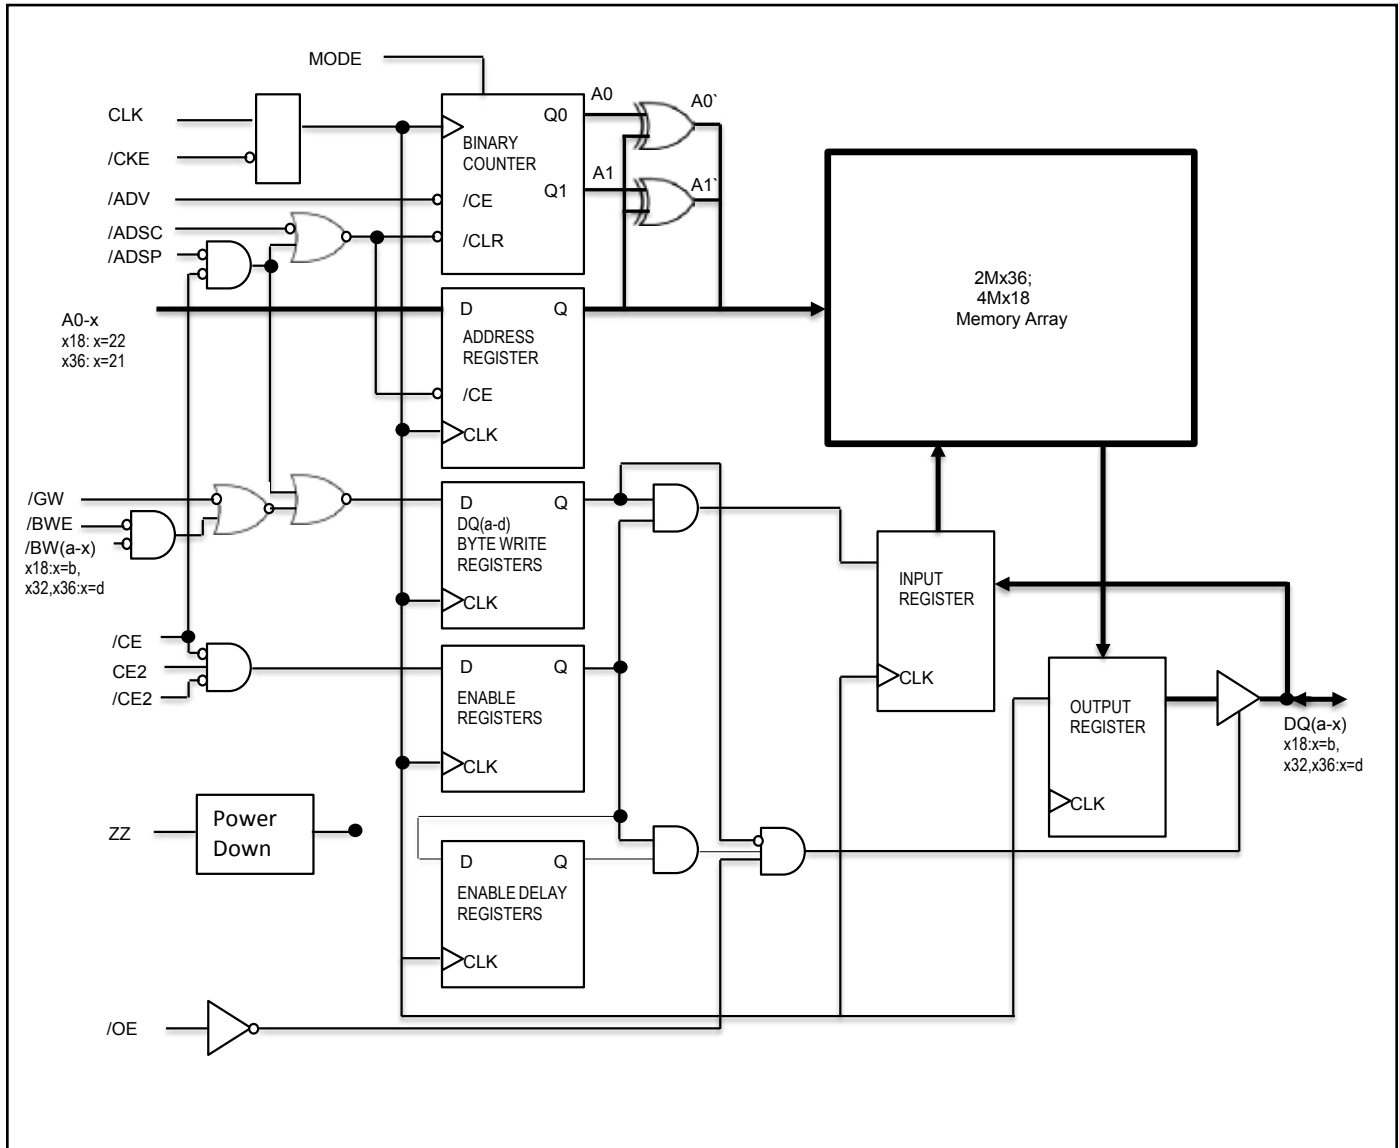 MODE
CLK
/CKE
/ADV
/ADSC
/ADSP
A0-x
x18: x=22
x36: x=21
/GW
/BWE
/BW(a-x)
x18:x=b,
x32,x36:x=d
/CE
CE2
/CE2
ZZ
Power
Down
/OE
Q0
BINARY
COUNTER
Q1
/CE
/CLR
A0
A0`
A1
A1`
D
Q
ADDRESS
REGISTER
/CE
CLK
D
Q
DQ(a-d)
BYTE WRITE
REGISTERS
CLK
D
Q
ENABLE
REGISTERS
CLK
D
Q
ENABLE DELAY
REGISTERS
CLK
2Mx36;
4Mx18
Memory Array
INPUT
REGISTER
CLK
OUTPUT
REGISTER
CLK
DQ(a-x)
x18:x=b,
x32,x36:x=d